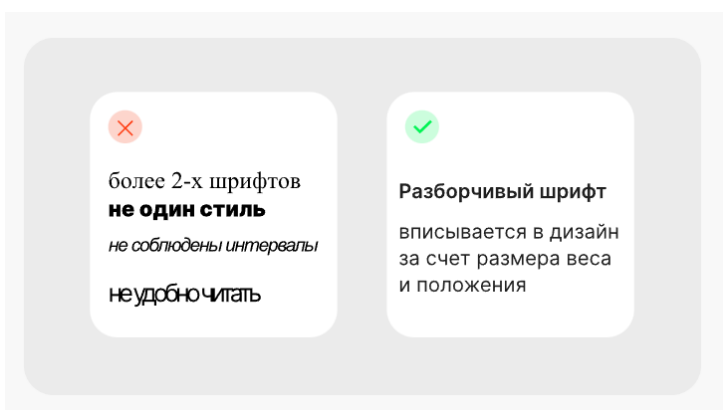 более 2-х шрифтов
не один стиль
не соблюдены интервалы
не удобно читать
Разборчивый шрифт
вписывается в дизайн
за счет размера веса
и положения